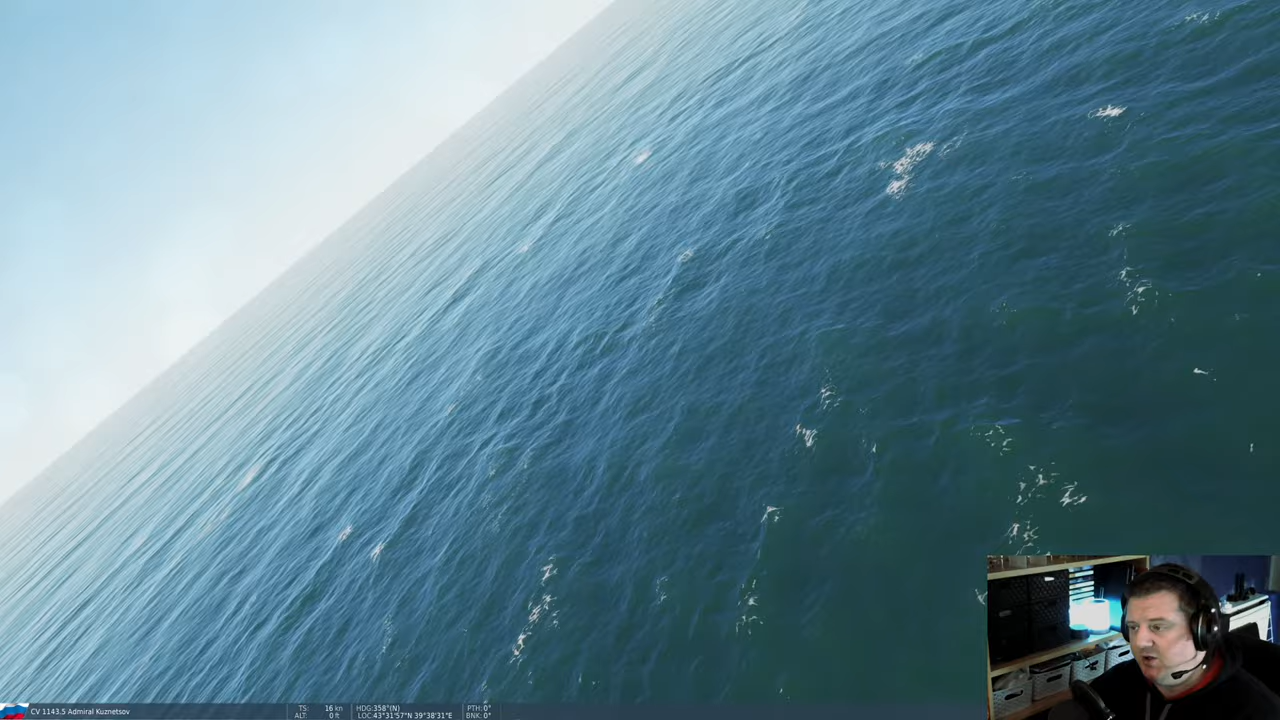 CV 1143.5 Admiral Kuznetsov TS: 16 kn HDG:358°(N) PTH:0°
ALT: 0 ft LOC:43°31'57"N 39°38'31"E BNK:0°